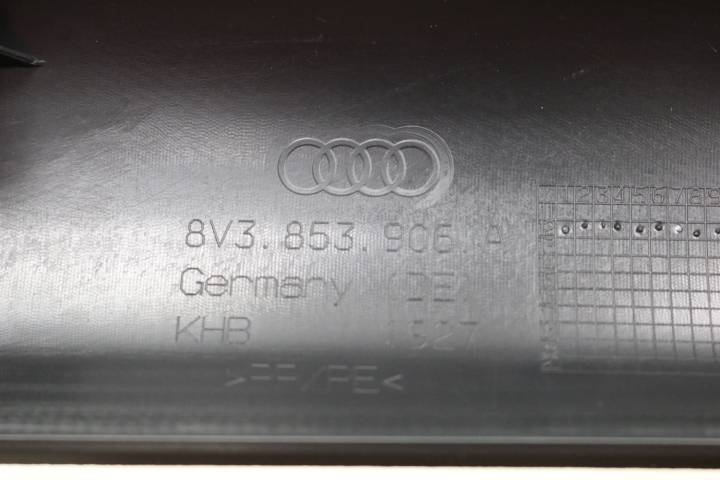 8V3.853.906.A
Germany DE
KHB 1527
>PP/PE<